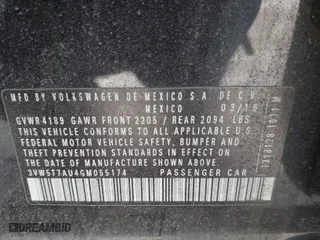 MFD BY VOLKSWAGEN DE MEXICO S.A. DE C.V.
MEXICO 03/16
GVWR 4189 GAWR FRONT 2205 / REAR 2094 LBS
THIS VEHICLE CONFORMS TO ALL APPLICABLE U.S.
FEDERAL MOTOR VEHICLE SAFETY, BUMPER AND
THEFT PREVENTION STANDARDS IN EFFECT ON THE
DATE OF MANUFACTURE SHOWN ABOVE.
3VW5T7AU4GM055174 PASSENGER CAR